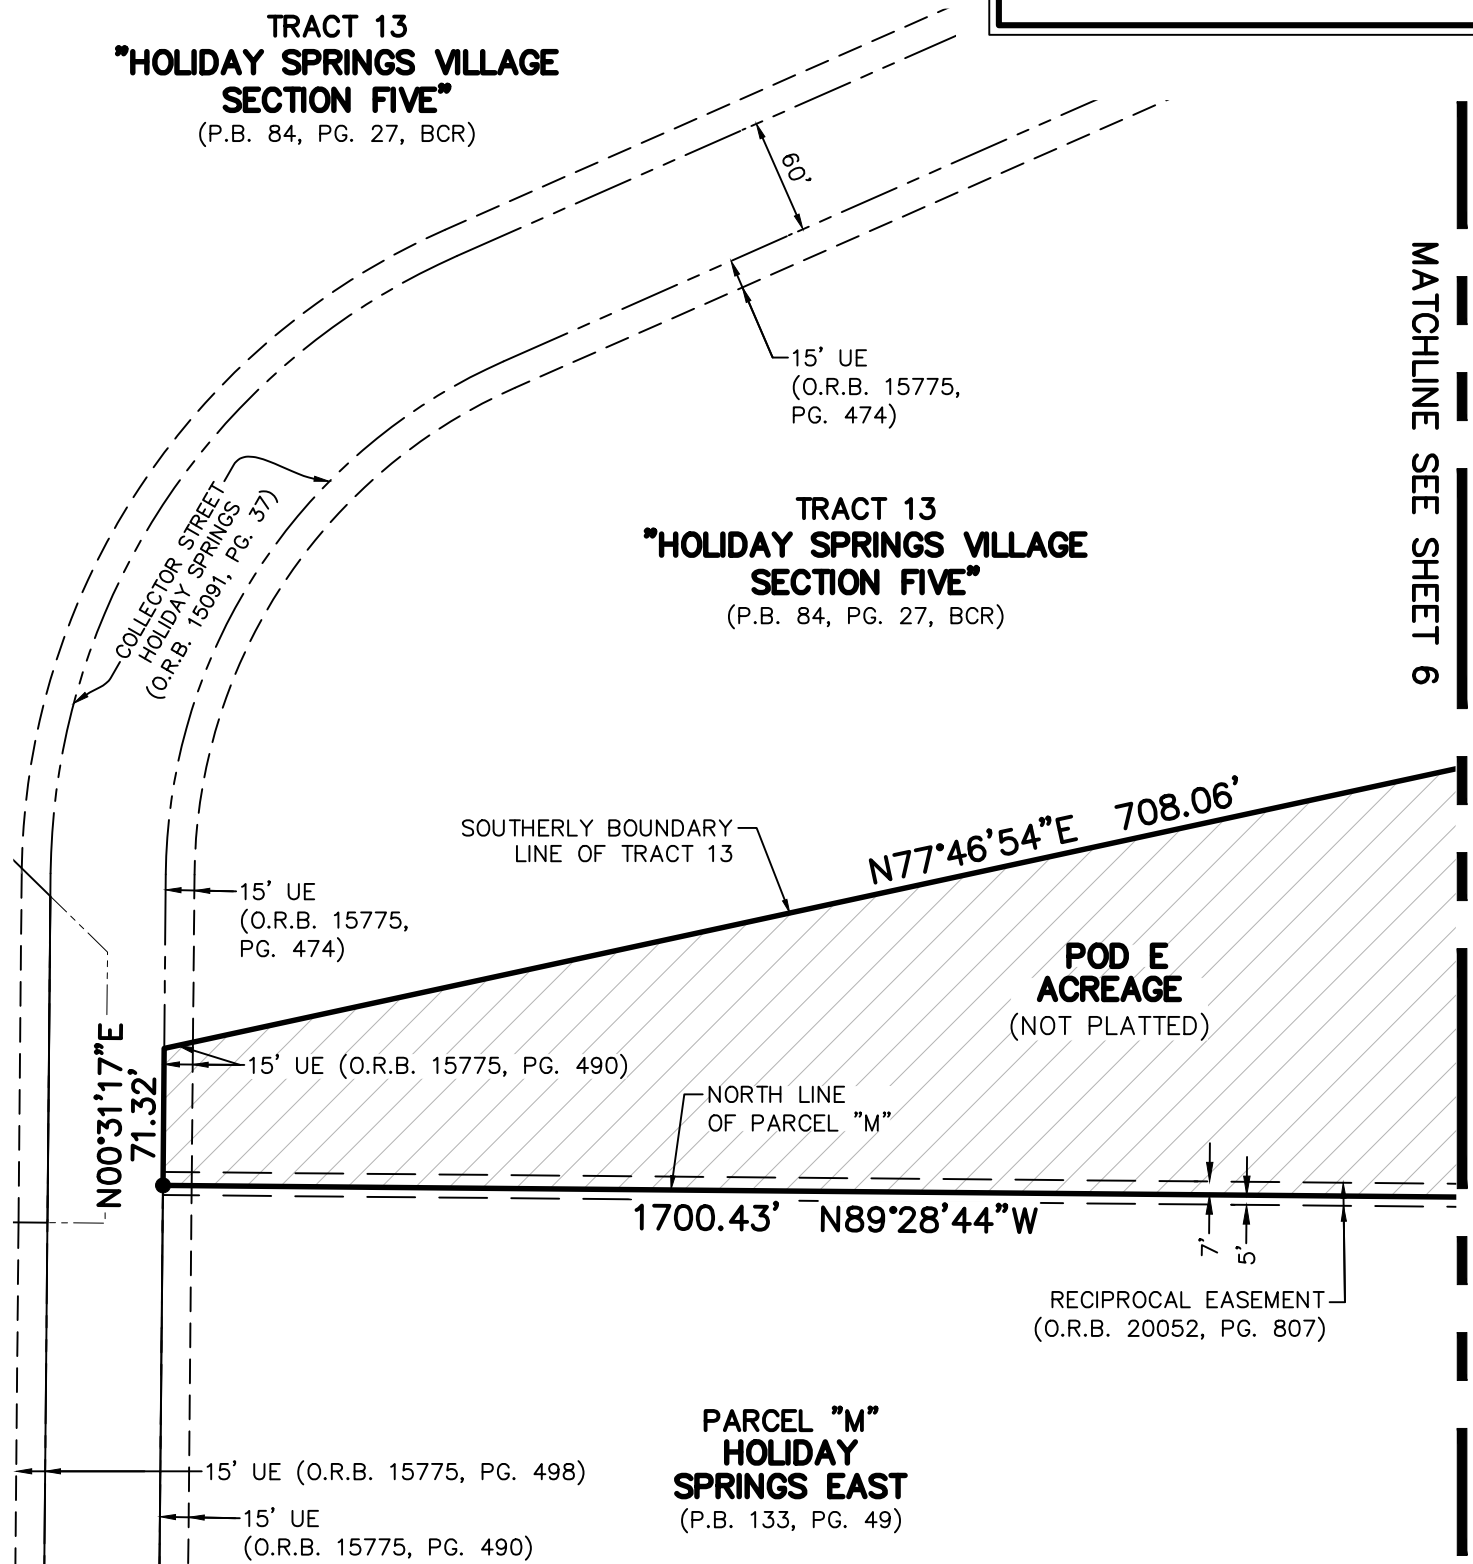 TRACT 13
"HOLIDAY SPRINGS VILLAGE
SECTION FIVE"
(P.B. 84, PG. 27, BCR)
60'
15' UE
(O.R.B. 15775,
PG. 474)
MATCHLINE SEE SHEET 6
COLLECTOR STREET
HOLIDAY SPRINGS
(O.R.B. 15091, PG. 37)
TRACT 13
"HOLIDAY SPRINGS VILLAGE
SECTION FIVE"
(P.B. 84, PG. 27, BCR)
SOUTHERLY BOUNDARY
LINE OF TRACT 13
N77°46'54"E 708.06'
15' UE
(O.R.B. 15775,
PG. 474)
POD E
ACREAGE
(NOT PLATTED)
N00°31'17"E
71.32'
15' UE (O.R.B. 15775, PG. 490)
NORTH LINE
OF PARCEL "M"
1700.43' N89°28'44"W
7'
5'
RECIPROCAL EASEMENT
(O.R.B. 20052, PG. 807)
PARCEL "M"
HOLIDAY
SPRINGS EAST
(P.B. 133, PG. 49)
15' UE (O.R.B. 15775, PG. 498)
15' UE
(O.R.B. 15775, PG. 490)